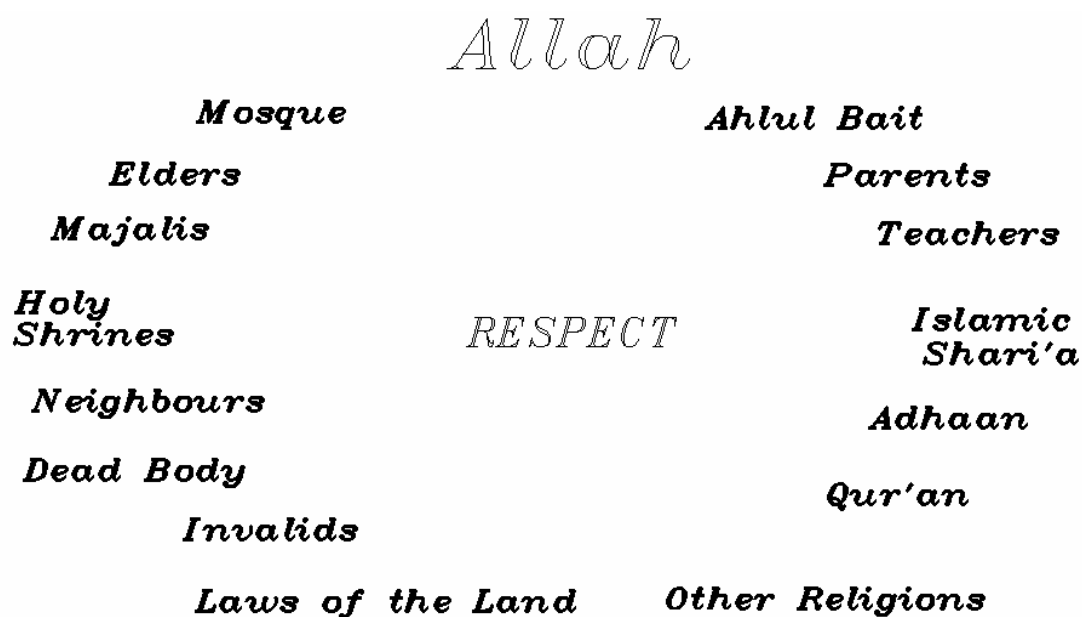 Allah
Mosque
Ahlul Bait
Elders
Parents
Majalis
Teachers
Holy
Shrines
RESPECT
Islamic
Shari'a
Neighbours
Adhaan
Dead Body
Qur'an
Invalids
Laws of the Land
Other Religions